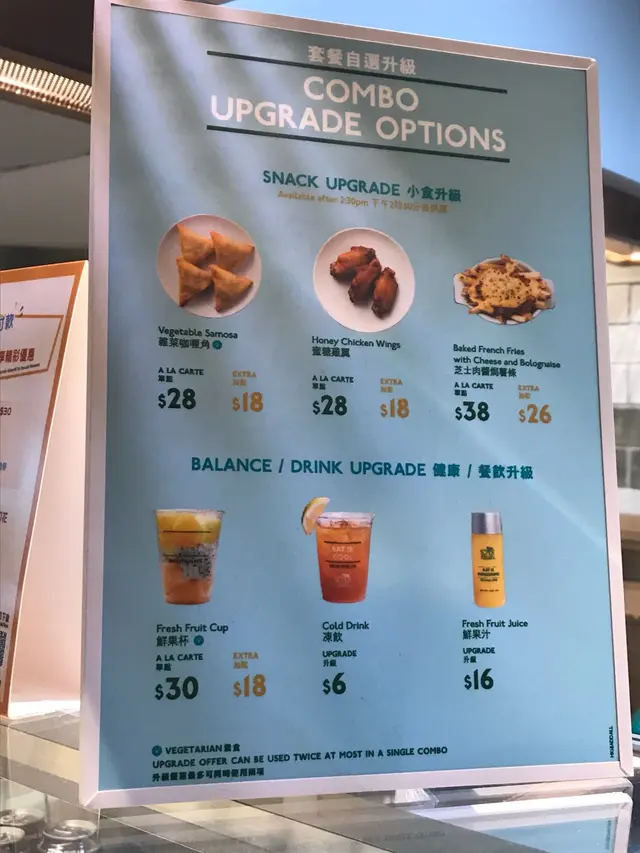 套餐自選升級
COMBO
UPGRADE OPTIONS
SNACK UPGRADE 小食升級
Available after 2:30pm 下午2時30分後供應
Vegetable Samosa
雜菜咖喱角
A LA CARTE
單點
$28
EXTRA
加配
$18
Honey Chicken Wings
蜜糖雞翼
A LA CARTE
單點
$28
EXTRA
加配
$18
Baked French Fries
with Cheese and Bolognaise
芝士肉醬焗薯條
A LA CARTE
單點
$38
EXTRA
加配
$26
BALANCE / DRINK UPGRADE 健康 / 餐飲升級
Fresh Fruit Cup
鮮果杯
A LA CARTE
單點
$30
EXTRA
加配
$18
Cold Drink
凍飲
UPGRADE
升級
$6
Fresh Fruit Juice
鮮果汁
UPGRADE
升級
$16
VEGETARIAN 素食
UPGRADE OFFER CAN BE USED TWICE AT MOST IN A SINGLE COMBO
升級優惠最多可同時使用兩項